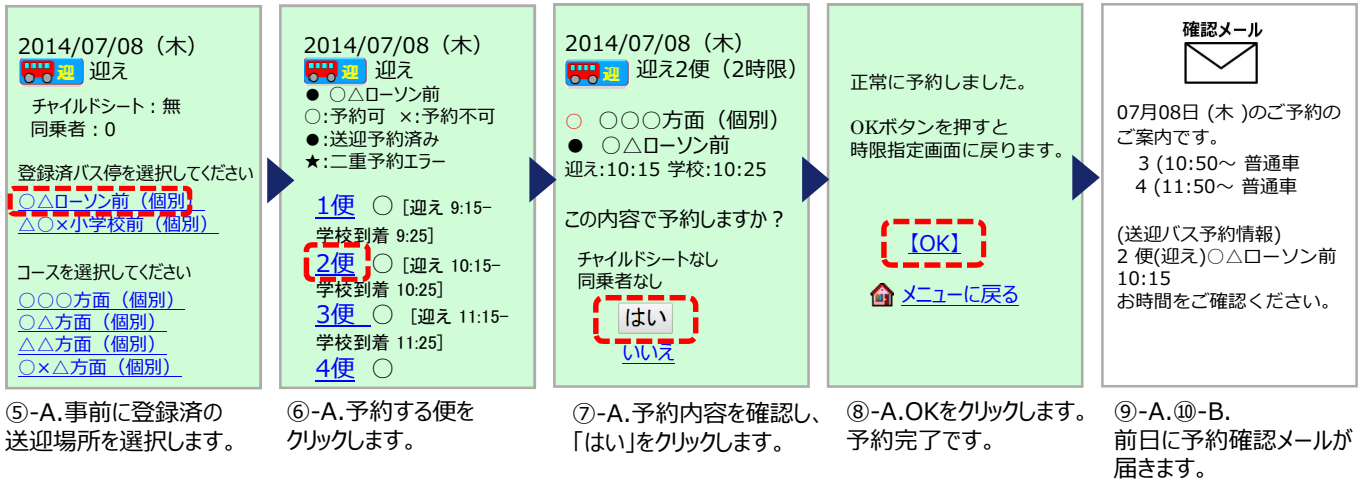 2014/07/08（木）
迎 迎え
チャイルドシート：無
同乗者：0
登録済バス停を選択してください
○△ローソン前（個別）
△○×小学校前（個別）
コースを選択してください
○○○方面（個別）
○△方面（個別）
△△方面（個別）
○×△方面（個別）
⑤-A.事前に登録済の
送迎場所を選択します。
2014/07/08（木）
迎 迎え
● ○△ローソン前
○:予約可 ×:予約不可
●:送迎予約済み
★:二重予約エラー
1便 ○ [迎え 9:15-
学校到着 9:25]
2便 ○ [迎え 10:15-
学校到着 10:25]
3便 ○ [迎え 11:15-
学校到着 11:25]
4便 ○
⑥-A.予約する便を
クリックします。
2014/07/08（木）
迎 迎え2便（2時限）
○ ○○○方面（個別）
● ○△ローソン前
迎え:10:15 学校:10:25
この内容で予約しますか？
チャイルドシートなし
同乗者なし
はい
いいえ
⑦-A.予約内容を確認し、
「はい」をクリックします。
正常に予約しました。
OKボタンを押すと
時限指定画面に戻ります。
【OK】
メニューに戻る
⑧-A.OKをクリックします。
予約完了です。
確認メール
07月08日 (木 )のご予約の
ご案内です。
3 (10:50～ 普通車
4 (11:50～ 普通車
(送迎バス予約情報)
2 便(迎え)○△ローソン前
10:15
お時間をご確認ください。
⑨-A.⑩-B.
前日に予約確認メールが
届きます。